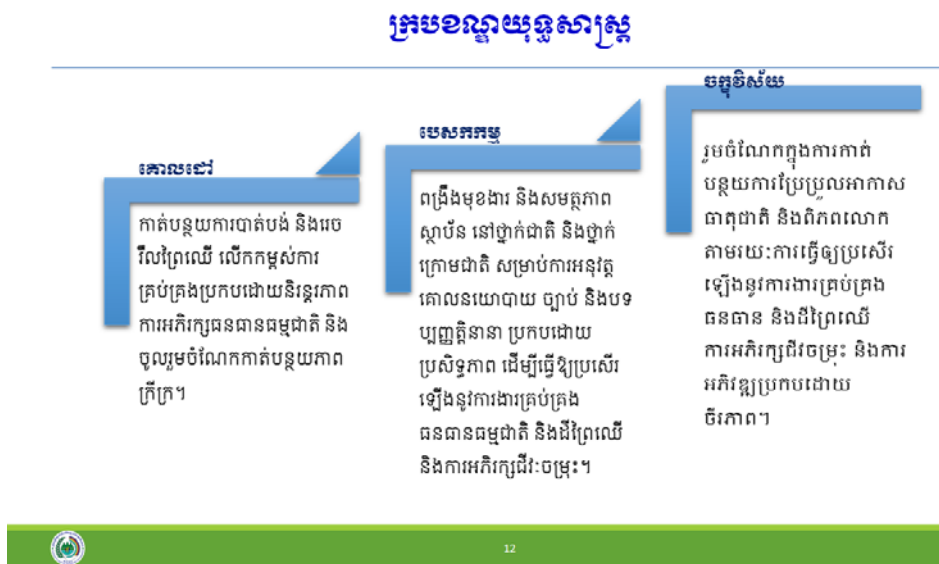 ក្របខណ្ឌយុទ្ធសាស្ត្រ
គោលដៅ
កាត់បន្ថយការបាត់បង់ និងរេច
រឹលព្រៃឈើ លើកកម្ពស់ការ
គ្រប់គ្រងប្រកបដោយនិរន្តរភាព
ការអភិរក្សធនធានធម្មជាតិ និង
ចូលរួមចំណែកកាត់បន្ថយភាព
ក្រីក្រ។
បេសកកម្ម
ពង្រឹងមុខងារ និងសមត្ថភាព
ស្ថាប័ន នៅថ្នាក់ជាតិ និងថ្នាក់
ក្រោមជាតិ សម្រាប់ការអនុវត្ត
គោលនយោបាយ ច្បាប់ និងបទ
ប្បញ្ញត្តិនានា ប្រកបដោយ
ប្រសិទ្ធភាព ដើម្បីធ្វើឱ្យប្រសើរ
ឡើងនូវការងារគ្រប់គ្រង
ធនធានធម្មជាតិ និងដីព្រៃឈើ
និងការអភិរក្សជីវៈចម្រុះ។
ចក្ខុវិស័យ
រួមចំណែកក្នុងការកាត់
បន្ថយការប្រែប្រួលអាកាស
ធាតុជាតិ និងពិភពលោក
តាមរយៈការធ្វើឲ្យប្រសើរ
ឡើងនូវការងារគ្រប់គ្រង
ធនធាន និងដីព្រៃឈើ
ការអភិរក្សជីវចម្រុះ និងការ
អភិវឌ្ឍប្រកបដោយ
ចីរភាព។
12